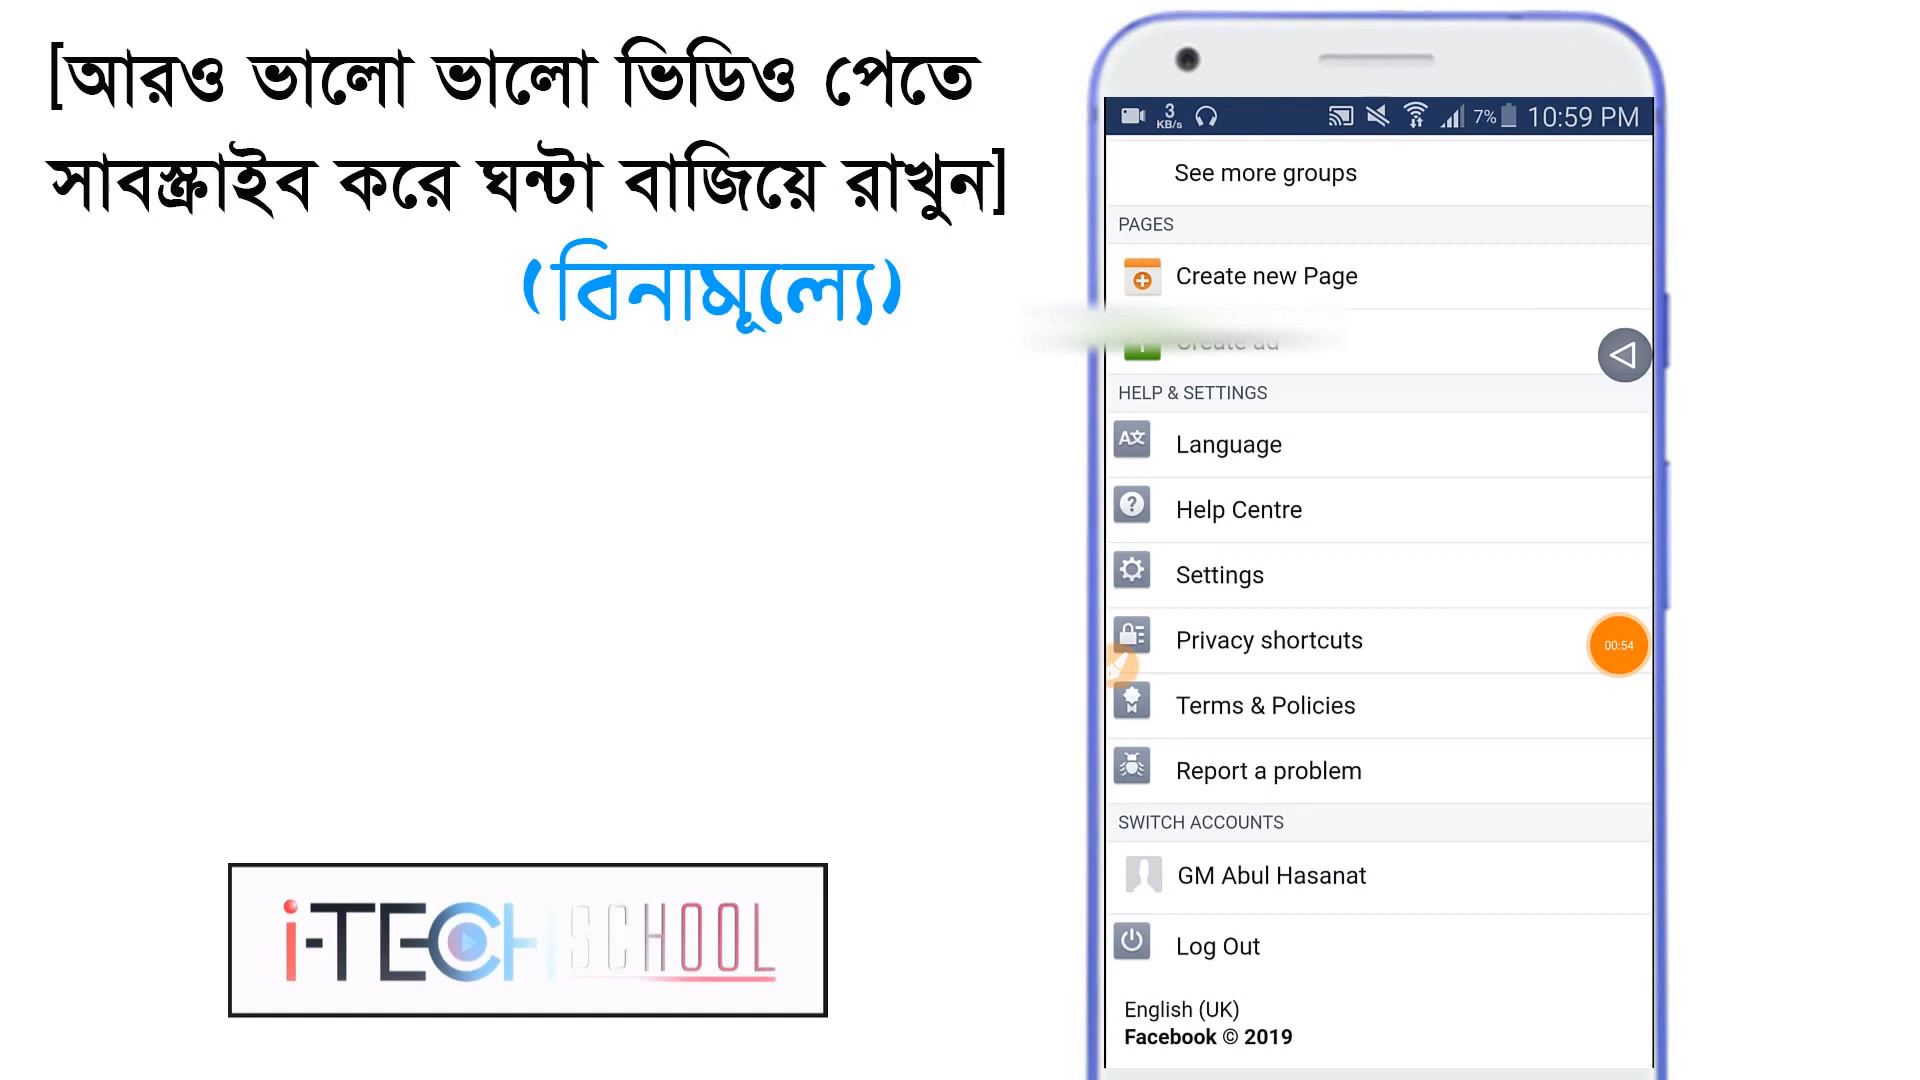 [আরও ভালো ভালো ভিডিও পেতে
সাবস্ক্রাইব করে ঘন্টা বাজিয়ে রাখুন]
(বিনামূল্যে)
i-TECH SCHOOL
3 KB/s 7% 10:59 PM
See more groups
PAGES
Create new Page
Create ad
HELP & SETTINGS
Language
Help Centre
Settings
Privacy shortcuts
00:54
Terms & Policies
Report a problem
SWITCH ACCOUNTS
GM Abul Hasanat
Log Out
English (UK)
Facebook © 2019